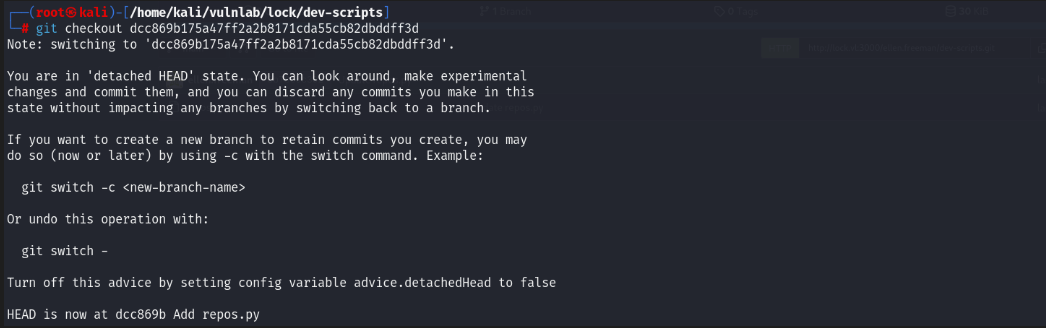 ┌──(root㉿kali)-[/home/kali/vulnlab/lock/dev-scripts]
└─# git checkout dcc869b175a47ff2a2b8171cda55cb82dbddff3d
Note: switching to 'dcc869b175a47ff2a2b8171cda55cb82dbddff3d'.
You are in 'detached HEAD' state. You can look around, make experimental
changes and commit them, and you can discard any commits you make in this
state without impacting any branches by switching back to a branch.
If you want to create a new branch to retain commits you create, you may
do so (now or later) by using -c with the switch command. Example:
git switch -c <new-branch-name>
Or undo this operation with:
git switch -
Turn off this advice by setting config variable advice.detachedHead to false
HEAD is now at dcc869b Add repos.py